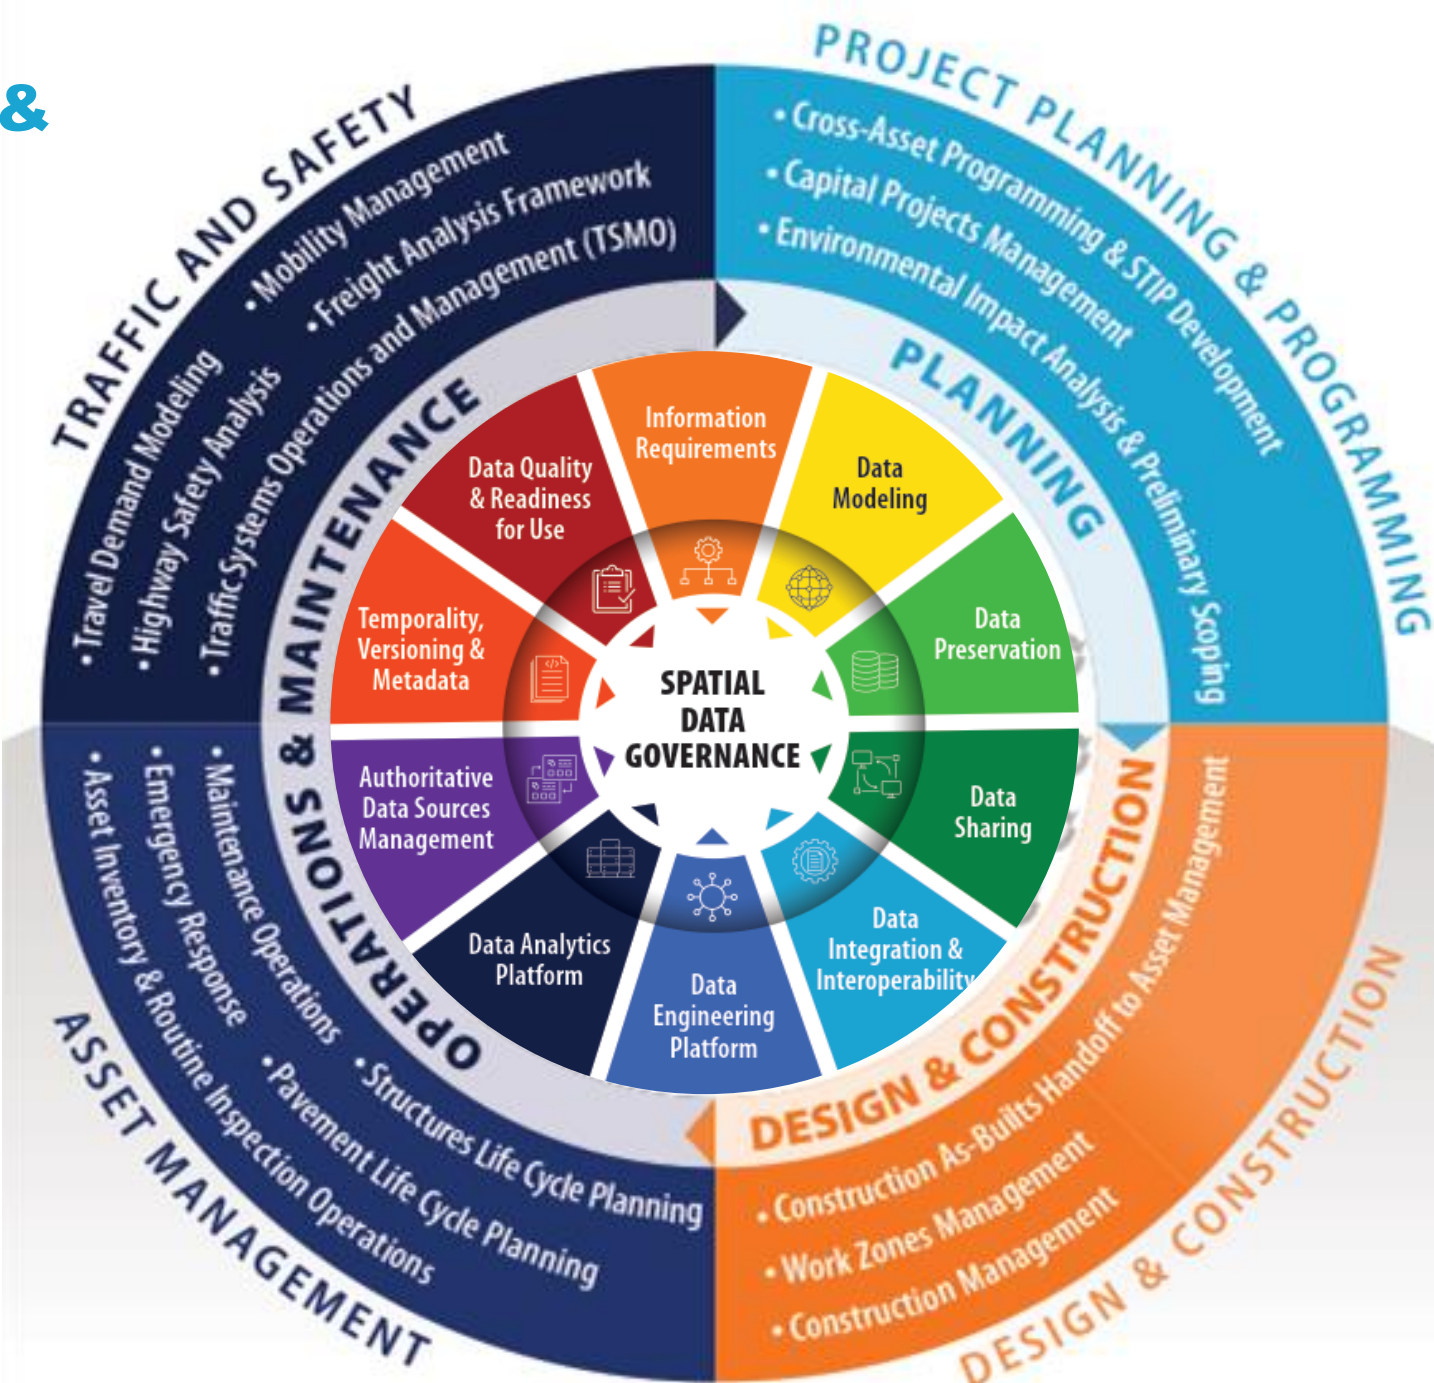 &
TRAFFIC AND SAFETY
• Mobility Management
• Freight Analysis Framework
• Traffic Systems Operations and Management (TSMO)
• Travel Demand Modeling
• Highway Safety Analysis
PROJECT PLANNING & PROGRAMMING
• Cross-Asset Programming & STIP Development
• Capital Projects Management
• Environmental Impact Analysis & Preliminary Scoping
PLANNING
DESIGN & CONSTRUCTION
• Construction As-Builts Handoff to Asset Management
• Work Zones Management
• Construction Management
DESIGN & CONSTRUCTION
ASSET MANAGEMENT
• Maintenance Operations
• Emergency Response
• Asset Inventory & Routine Inspection Operations
• Structures Life Cycle Planning
• Pavement Life Cycle Planning
OPERATIONS & MAINTENANCE
Information
Requirements
Data
Modeling
Data
Preservation
Data
Sharing
Data
Integration &
Interoperability
Data
Engineering
Platform
Data Analytics
Platform
Authoritative
Data Sources
Management
Temporality,
Versioning &
Metadata
Data Quality
& Readiness
for Use
SPATIAL
DATA
GOVERNANCE